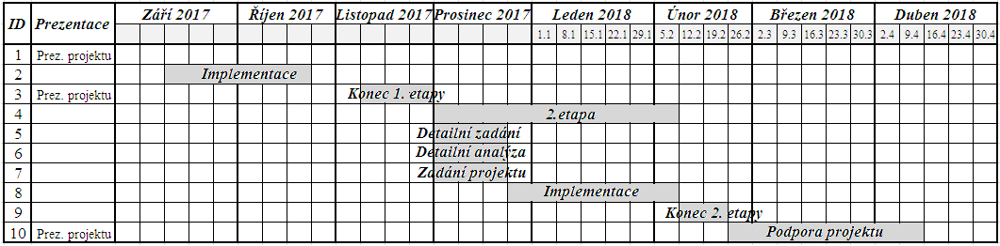 ID Prezentace Září 2017 Říjen 2017 Listopad 2017 Prosinec 2017 Leden 2018 Únor 2018 Březen 2018 Duben 2018
1.1 8.1 15.1 22.1 29.1 5.2 12.2 19.2 26.2 2.3 9.3 16.3 23.3 30.3 2.4 9.4 16.4 23.4 30.4
1 Prez. projektu
2 Implementace
3 Prez. projektu Konec 1. etapy
4 2.etapa
5 Detailní zadání
6 Detailní analýza
7 Zadání projektu
8 Implementace
9 Konec 2. etapy
10 Prez. projektu Podpora projektu